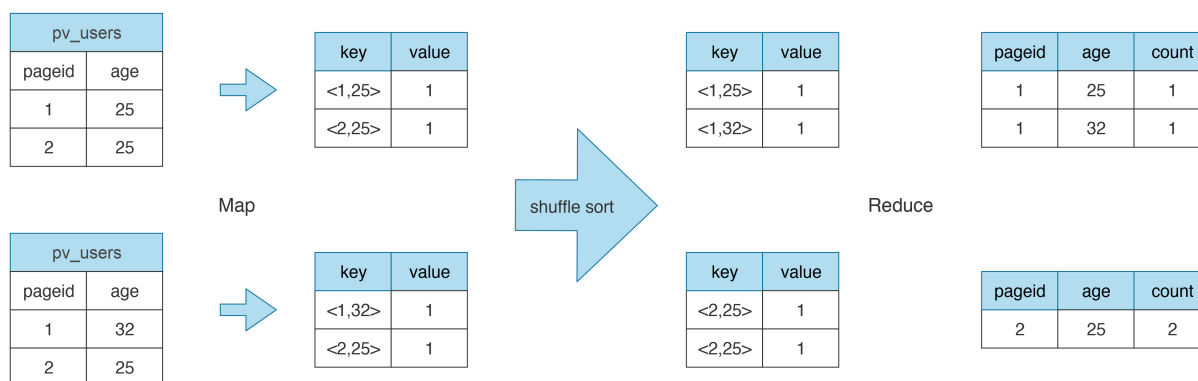 pv_users
pageid age
1 25
2 25
key value
<1,25> 1
<2,25> 1
key value
<1,25> 1
<1,32> 1
pageid age count
1 25 1
1 32 1
Map
shuffle sort
Reduce
pv_users
pageid age
1 32
2 25
key value
<1,32> 1
<2,25> 1
key value
<2,25> 1
<2,25> 1
pageid age count
2 25 2